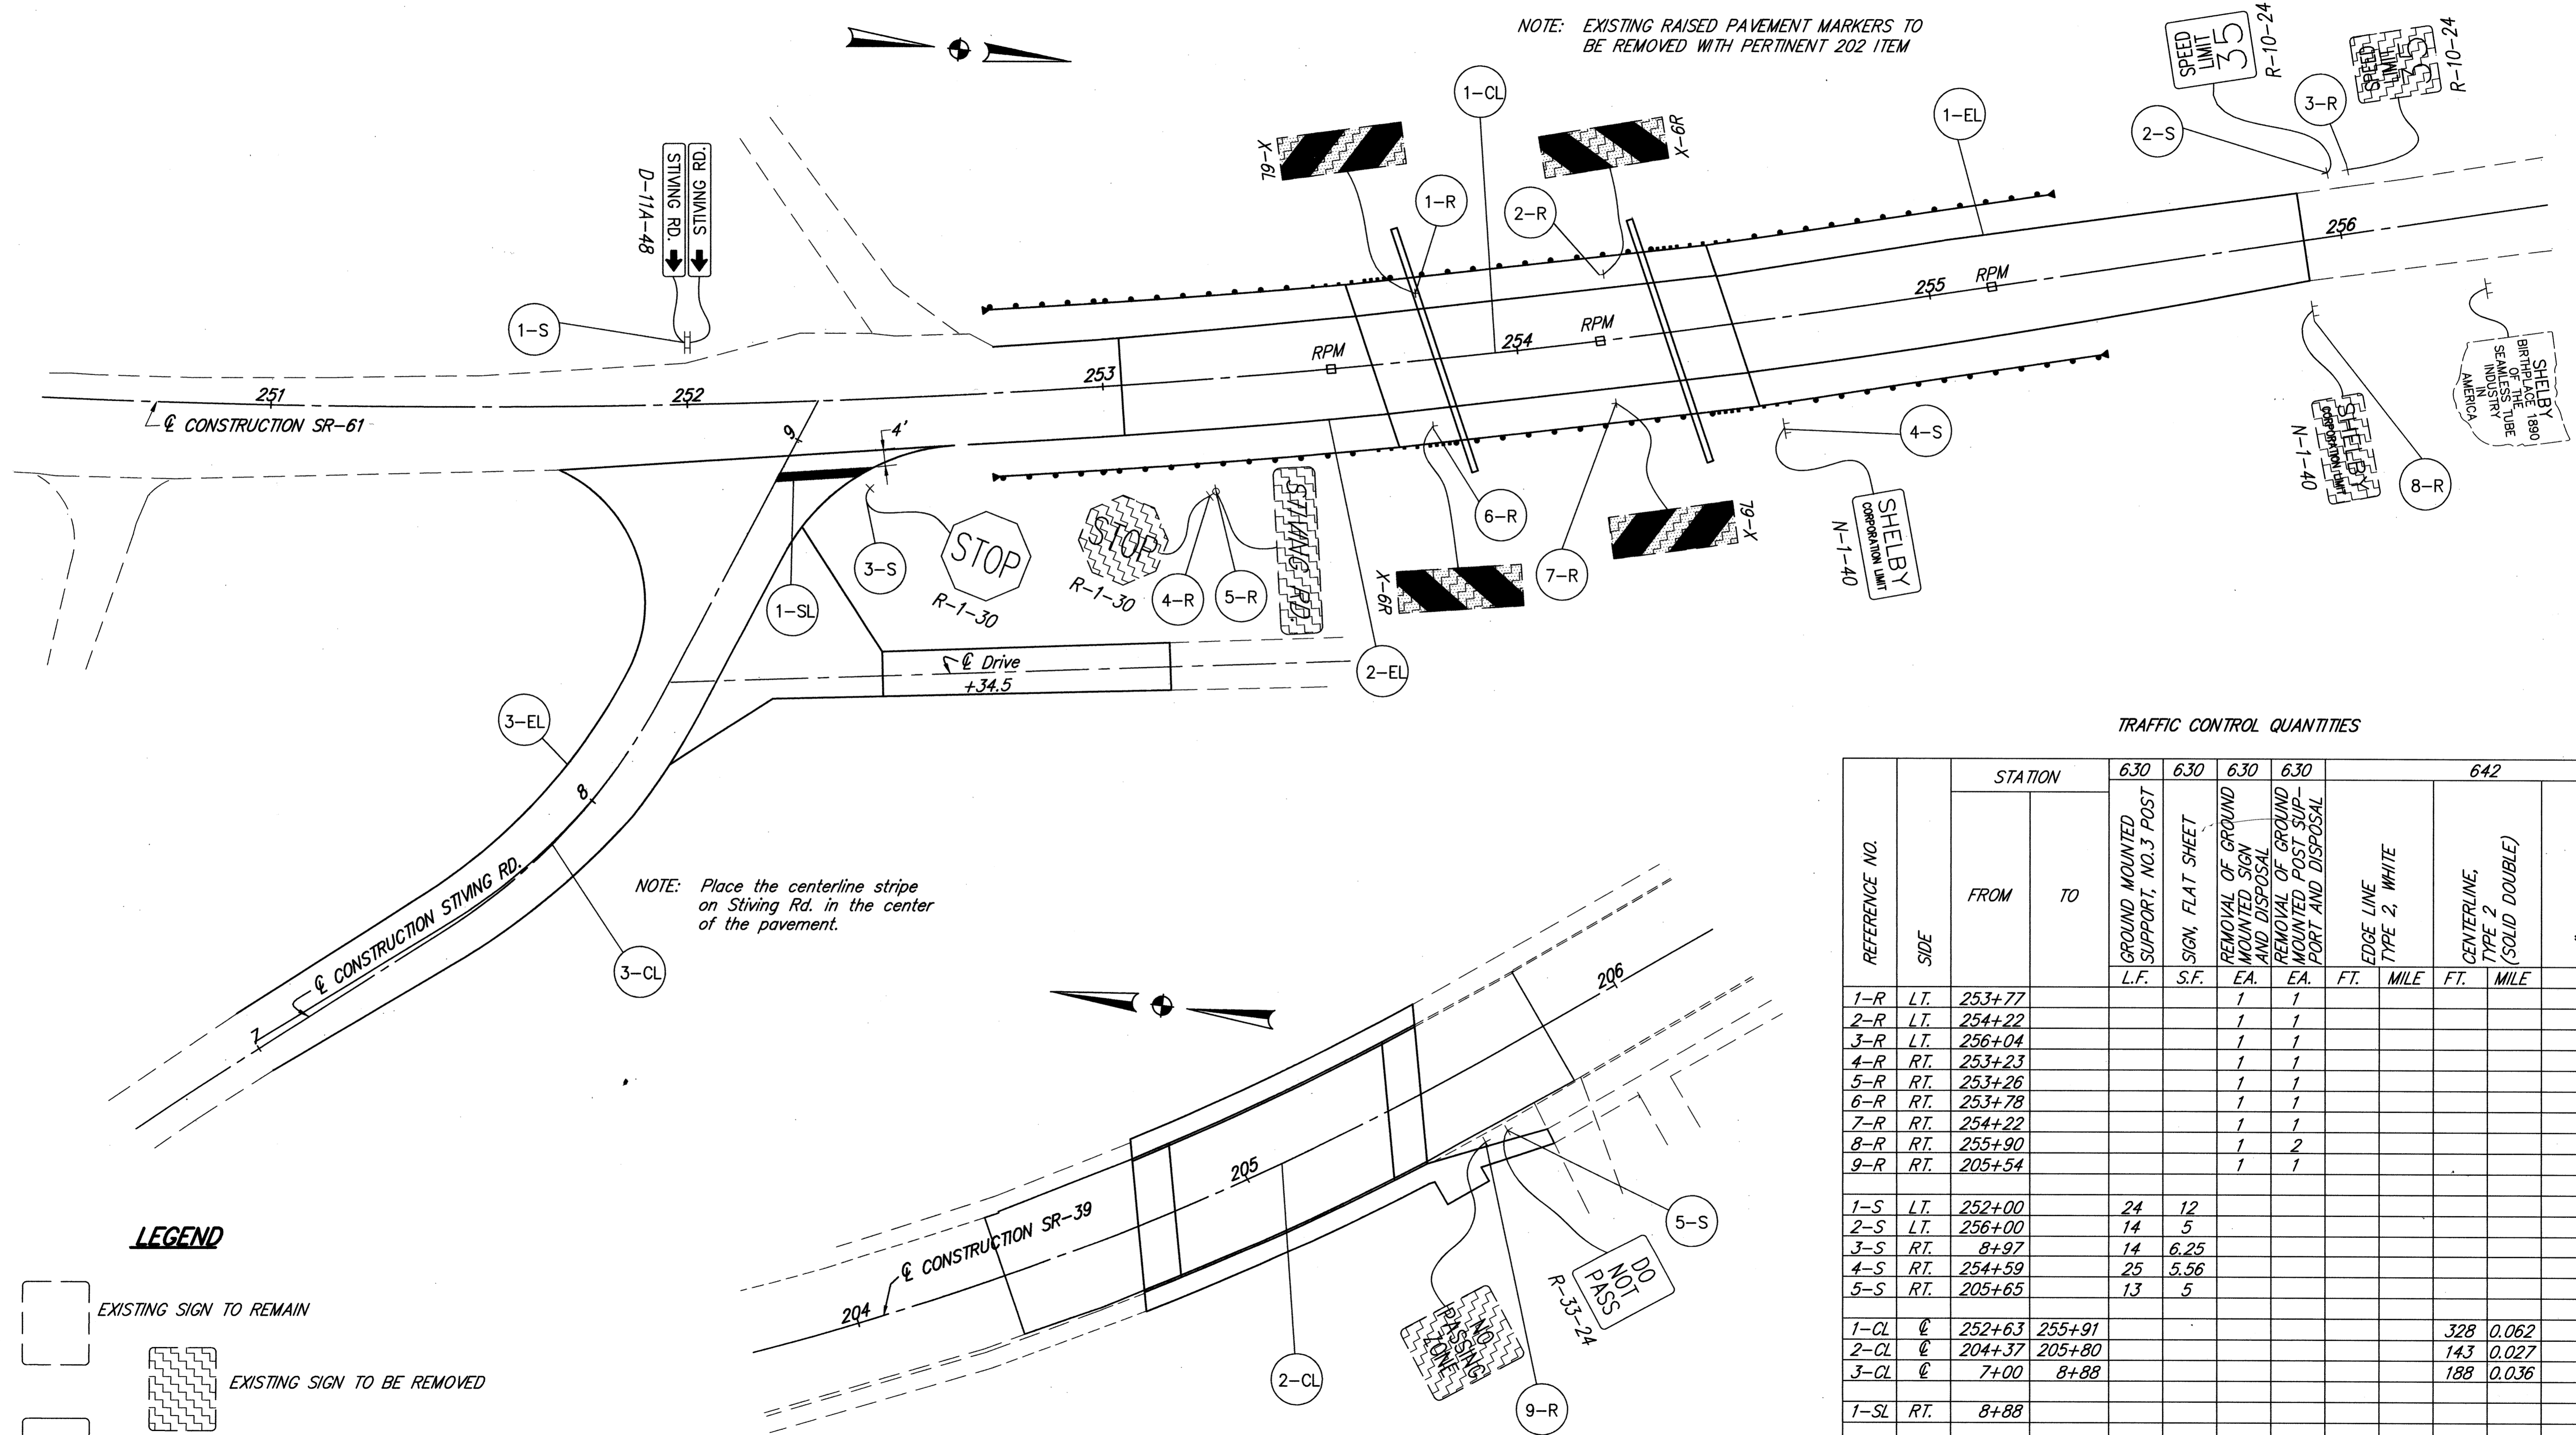 NOTE: EXISTING RAISED PAVEMENT MARKERS TO
BE REMOVED WITH PERTINENT 202 ITEM
SPEED
LIMIT
35
R-10-24
SPEED
LIMIT
35
R-10-24
3-R
2-S
1-EL
1-CL
X-6L
X-6R
1-R
2-R
STIVING RD.
STIVING RD.
D-11A-48
1-S
251
252
253
254
255
256
RPM
RPM
RPM
℄ CONSTRUCTION SR-61
9
4'
1-SL
3-S
STOP
R-1-30
STOP
R-1-30
4-R
5-R
STIVING RD.
6-R
X-6R
7-R
X-6L
4-S
SHELBY
CORPORATION LIMIT
N-1-40
SHELBY
CORPORATION LIMIT
N-1-40
8-R
SHELBY
BIRTHPLACE 1890
OF THE
SEAMLESS TUBE
INDUSTRY
IN
AMERICA
℄ Drive
+34.5
2-EL
3-EL
8
℄ CONSTRUCTION STIVING RD.
7
3-CL
NOTE: Place the centerline stripe
on Stiving Rd. in the center
of the pavement.
204
205
206
℄ CONSTRUCTION SR-39
2-CL
NO
PASSING
ZONE
9-R
DO
NOT
PASS
R-33-24
5-S
LEGEND
EXISTING SIGN TO REMAIN
EXISTING SIGN TO BE REMOVED
TRAFFIC CONTROL QUANTITIES
STATION 630 630 630 630 642
REFERENCE NO.
SIDE
FROM
TO
GROUND MOUNTED
SUPPORT, NO.3 POST
SIGN, FLAT SHEET
REMOVAL OF GROUND
MOUNTED SIGN
AND DISPOSAL
REMOVAL OF GROUND
MOUNTED POST SUP-
PORT AND DISPOSAL
EDGE LINE
TYPE 2, WHITE
CENTERLINE,
TYPE 2
(SOLID DOUBLE)
L.F. S.F. EA. EA. FT. MILE FT. MILE
1-R LT. 253+77 1 1
2-R LT. 254+22 1 1
3-R LT. 256+04 1 1
4-R RT. 253+23 1 1
5-R RT. 253+26 1 1
6-R RT. 253+78 1 1
7-R RT. 254+22 1 1
8-R RT. 255+90 1 2
9-R RT. 205+54 1 1
1-S LT. 252+00 24 12
2-S LT. 256+00 14 5
3-S RT. 8+97 14 6.25
4-S RT. 254+59 25 5.56
5-S RT. 205+65 13 5
1-CL ℄ 252+63 255+91 328 0.062
2-CL ℄ 204+37 205+80 143 0.027
3-CL ℄ 7+00 8+88 188 0.036
1-SL RT. 8+88